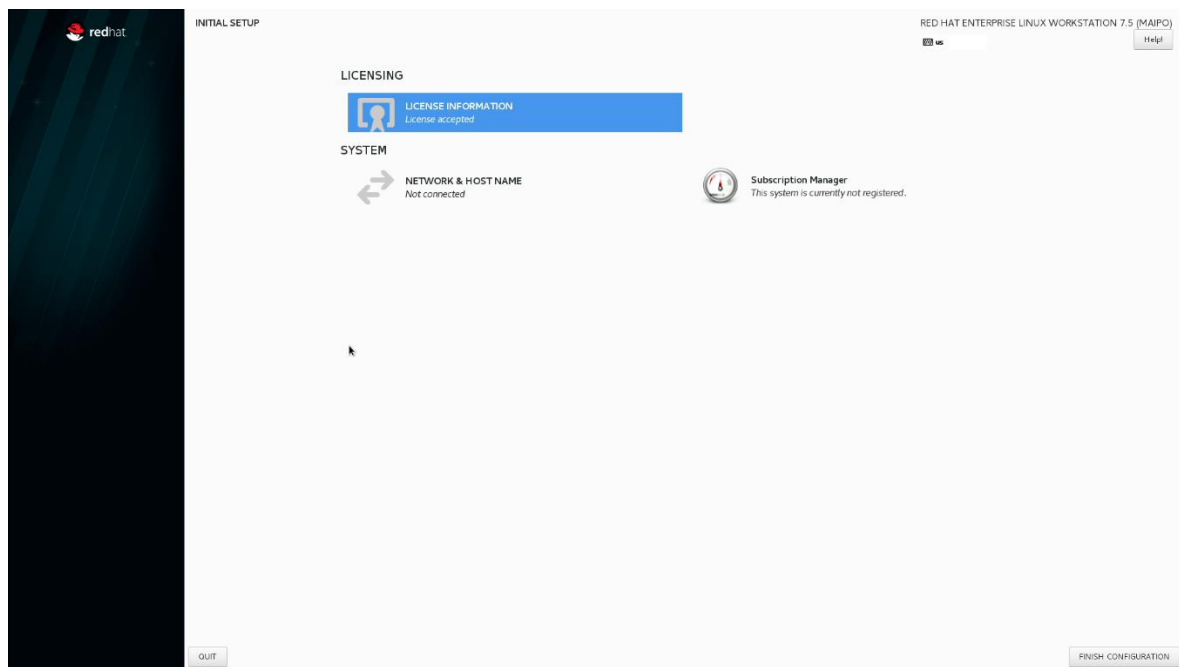 redhat
INITIAL SETUP
RED HAT ENTERPRISE LINUX WORKSTATION 7.5 (MAIPO)
us
Help!
LICENSING
LICENSE INFORMATION
License accepted
SYSTEM
NETWORK & HOST NAME
Not connected
Subscription Manager
This system is currently not registered.
QUIT
FINISH CONFIGURATION